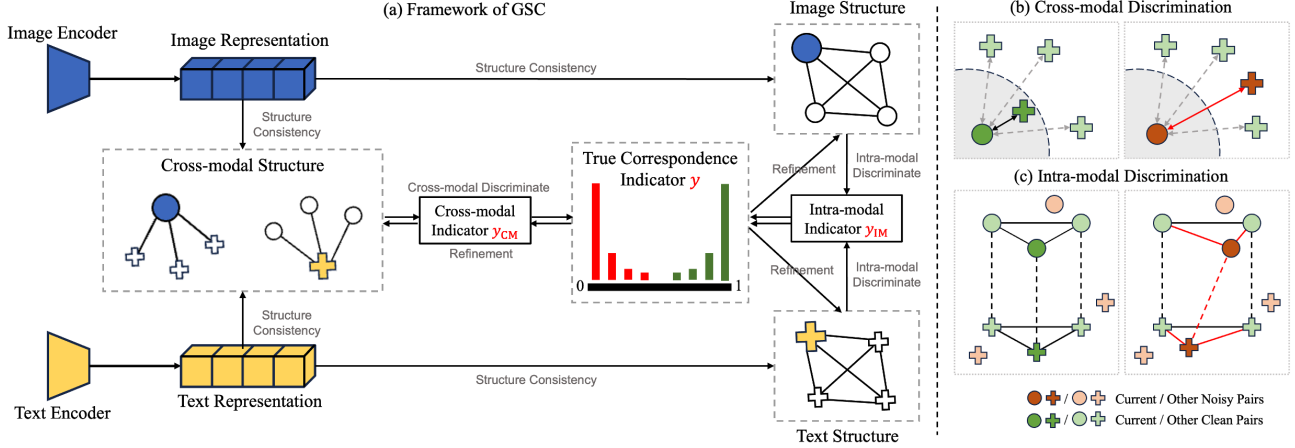 (a) Framework of GSC
Image Encoder
Image Representation
Structure Consistency
Image Structure
Structure
Consistency
Cross-modal Structure
Cross-modal Discriminate
Cross-modal
Indicator y_CM
Refinement
True Correspondence
Indicator y
0
1
Refinement
Intra-modal
Discriminate
Intra-modal
Indicator y_IM
Refinement
Intra-modal
Discriminate
Structure
Consistency
Text Encoder
Text Representation
Structure Consistency
Text Structure
(b) Cross-modal Discrimination
(c) Intra-modal Discrimination
/ Current / Other Noisy Pairs
/ Current / Other Clean Pairs